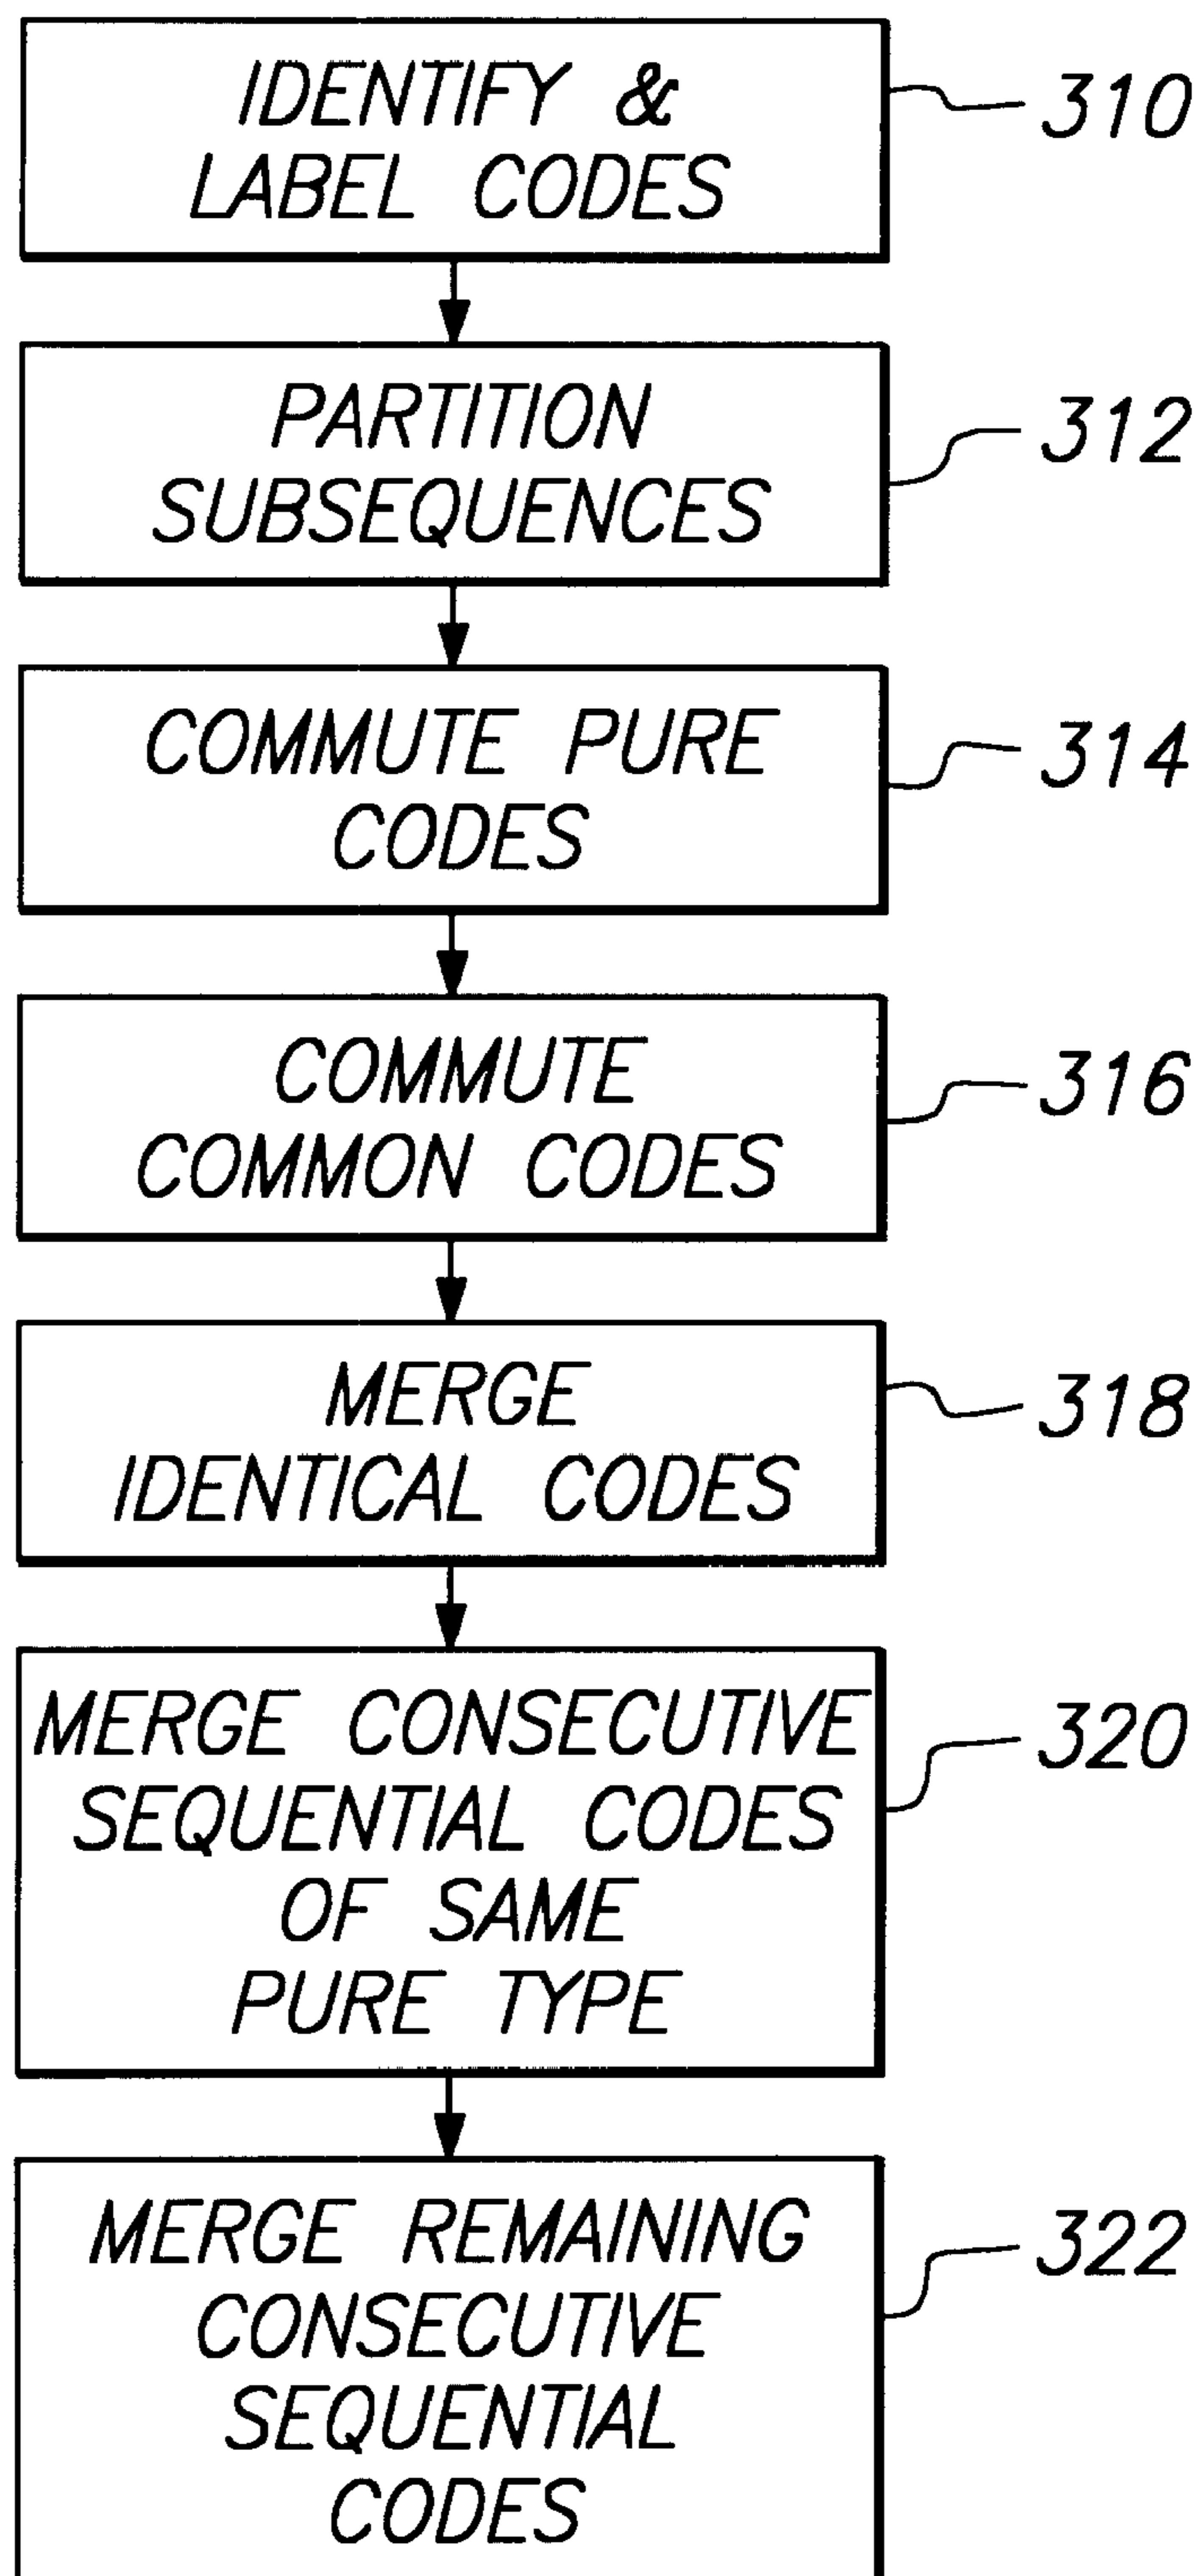 IDENTIFY &
LABEL CODES
310
PARTITION
SUBSEQUENCES
312
COMMUTE PURE
CODES
314
COMMUTE
COMMON CODES
316
MERGE
IDENTICAL CODES
318
MERGE CONSECUTIVE
SEQUENTIAL CODES
OF SAME
PURE TYPE
320
MERGE REMAINING
CONSECUTIVE
SEQUENTIAL
CODES
322